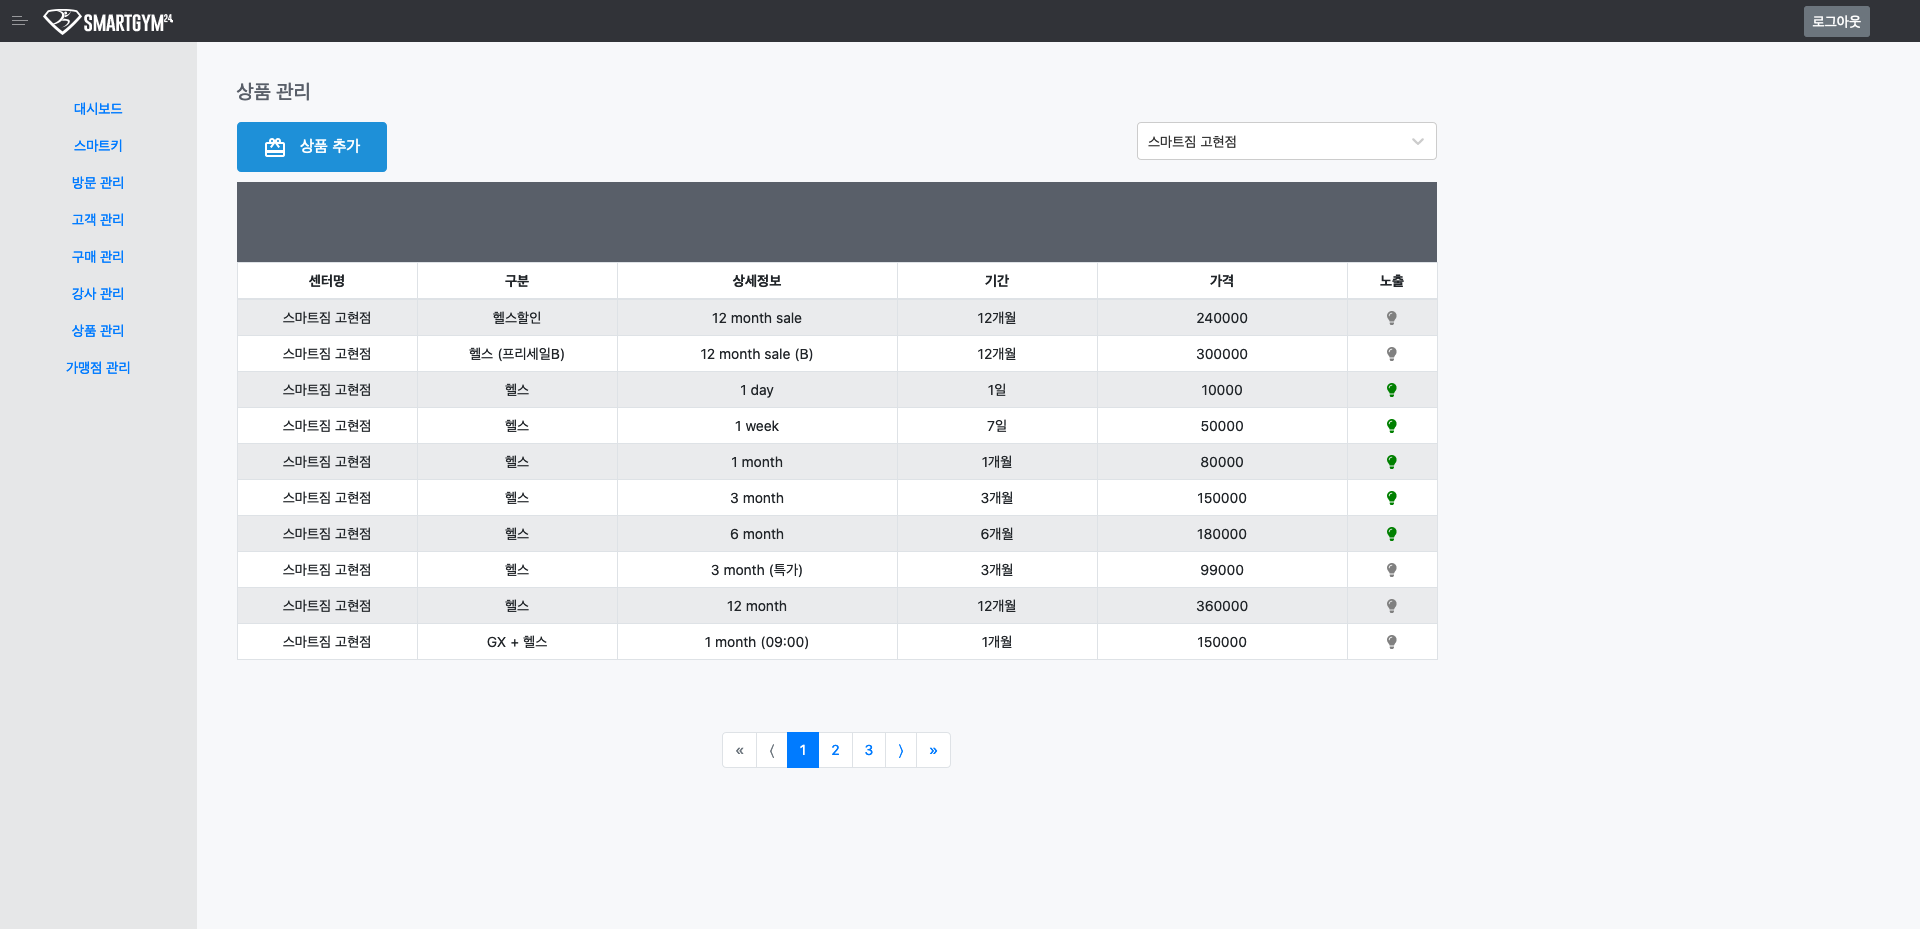 SMARTGYM24
로그아웃
대시보드
스마트키
방문 관리
고객 관리
구매 관리
강사 관리
상품 관리
가맹점 관리
상품 관리
상품 추가
스마트짐 고현점
센터명 구분 상세정보 기간 가격 노출
스마트짐 고현점 헬스할인 12 month sale 12개월 240000
스마트짐 고현점 헬스 (프리세일B) 12 month sale (B) 12개월 300000
스마트짐 고현점 헬스 1 day 1일 10000
스마트짐 고현점 헬스 1 week 7일 50000
스마트짐 고현점 헬스 1 month 1개월 80000
스마트짐 고현점 헬스 3 month 3개월 150000
스마트짐 고현점 헬스 6 month 6개월 180000
스마트짐 고현점 헬스 3 month (특가) 3개월 99000
스마트짐 고현점 헬스 12 month 12개월 360000
스마트짐 고현점 GX + 헬스 1 month (09:00) 1개월 150000
« ⟨ 1 2 3 ⟩ »